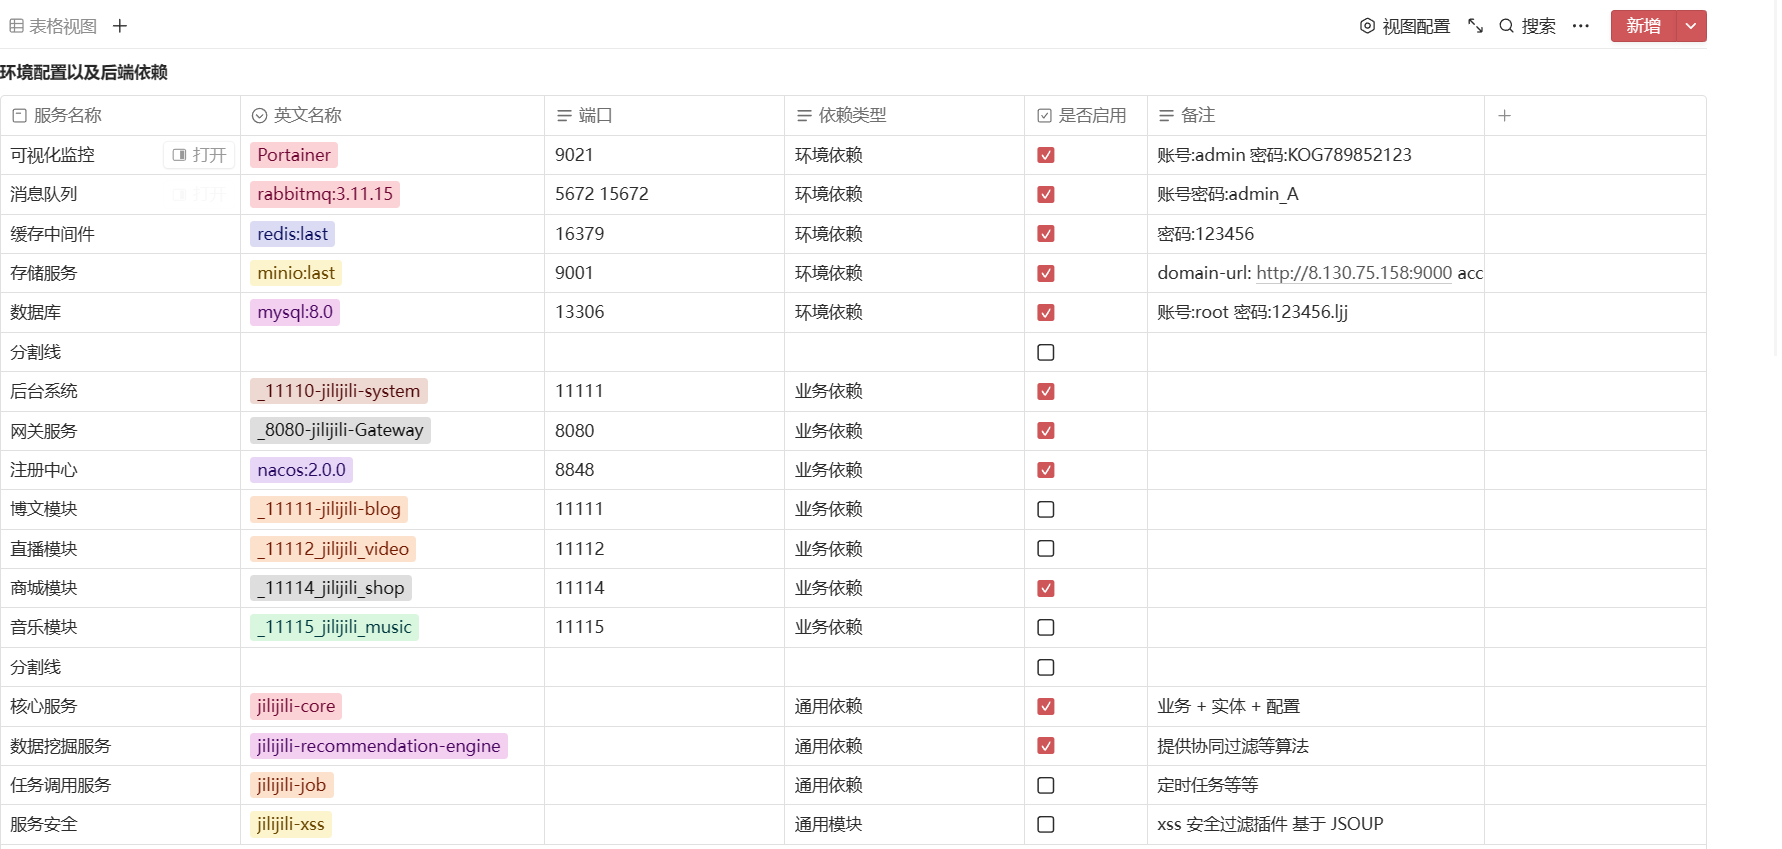 表格视图
视图配置 搜索 新增
环境配置以及后端依赖
服务名称 英文名称 端口 依赖类型 是否启用 备注
可视化监控 打开 Portainer 9021 环境依赖 账号:admin 密码:KOG789852123
消息队列 打开 rabbitmq:3.11.15 5672 15672 环境依赖 账号密码:admin_A
缓存中间件 redis:last 16379 环境依赖 密码:123456
存储服务 minio:last 9001 环境依赖 domain-url: http://8.130.75.158:9000 acc
数据库 mysql:8.0 13306 环境依赖 账号:root 密码:123456.ljj
分割线
后台系统 _11110-jilijili-system 11111 业务依赖
网关服务 _8080-jilijili-Gateway 8080 业务依赖
注册中心 nacos:2.0.0 8848 业务依赖
博文模块 _11111-jilijili-blog 11111 业务依赖
直播模块 _11112_jilijili_video 11112 业务依赖
商城模块 _11114_jilijili_shop 11114 业务依赖
音乐模块 _11115_jilijili_music 11115 业务依赖
分割线
核心服务 jilijili-core 通用依赖 业务 + 实体 + 配置
数据挖掘服务 jilijili-recommendation-engine 通用依赖 提供协同过滤等算法
任务调用服务 jilijili-job 通用依赖 定时任务等等
服务安全 jilijili-xss 通用模块 xss 安全过滤插件 基于 JSOUP